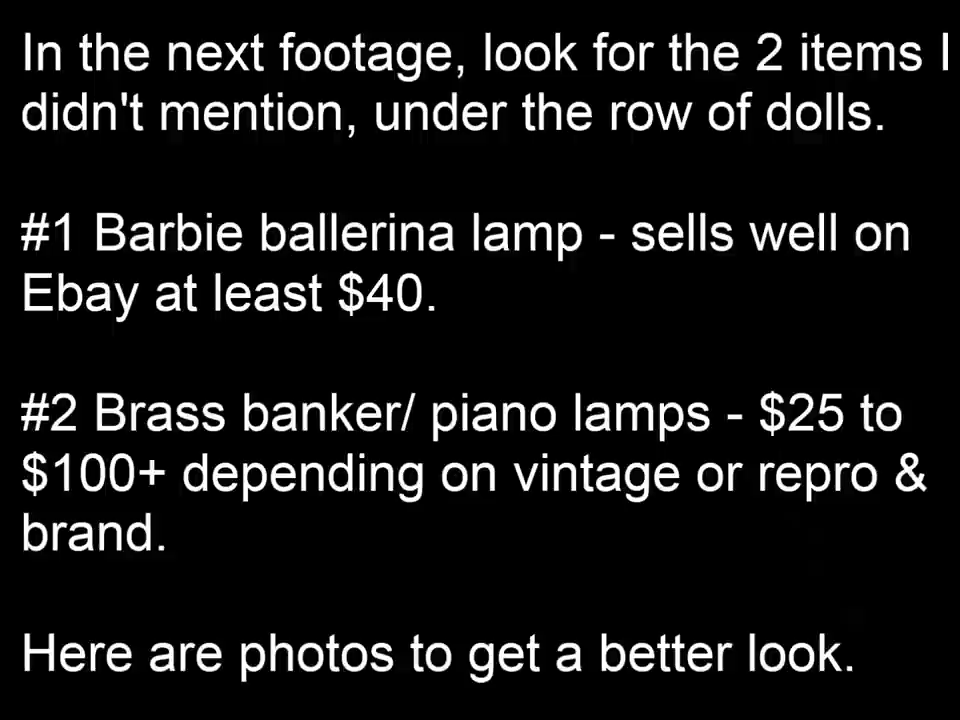 In the next footage, look for the 2 items I
didn't mention, under the row of dolls.
#1 Barbie ballerina lamp - sells well on
Ebay at least $40.
#2 Brass banker/ piano lamps - $25 to
$100+ depending on vintage or repro &
brand.
Here are photos to get a better look.